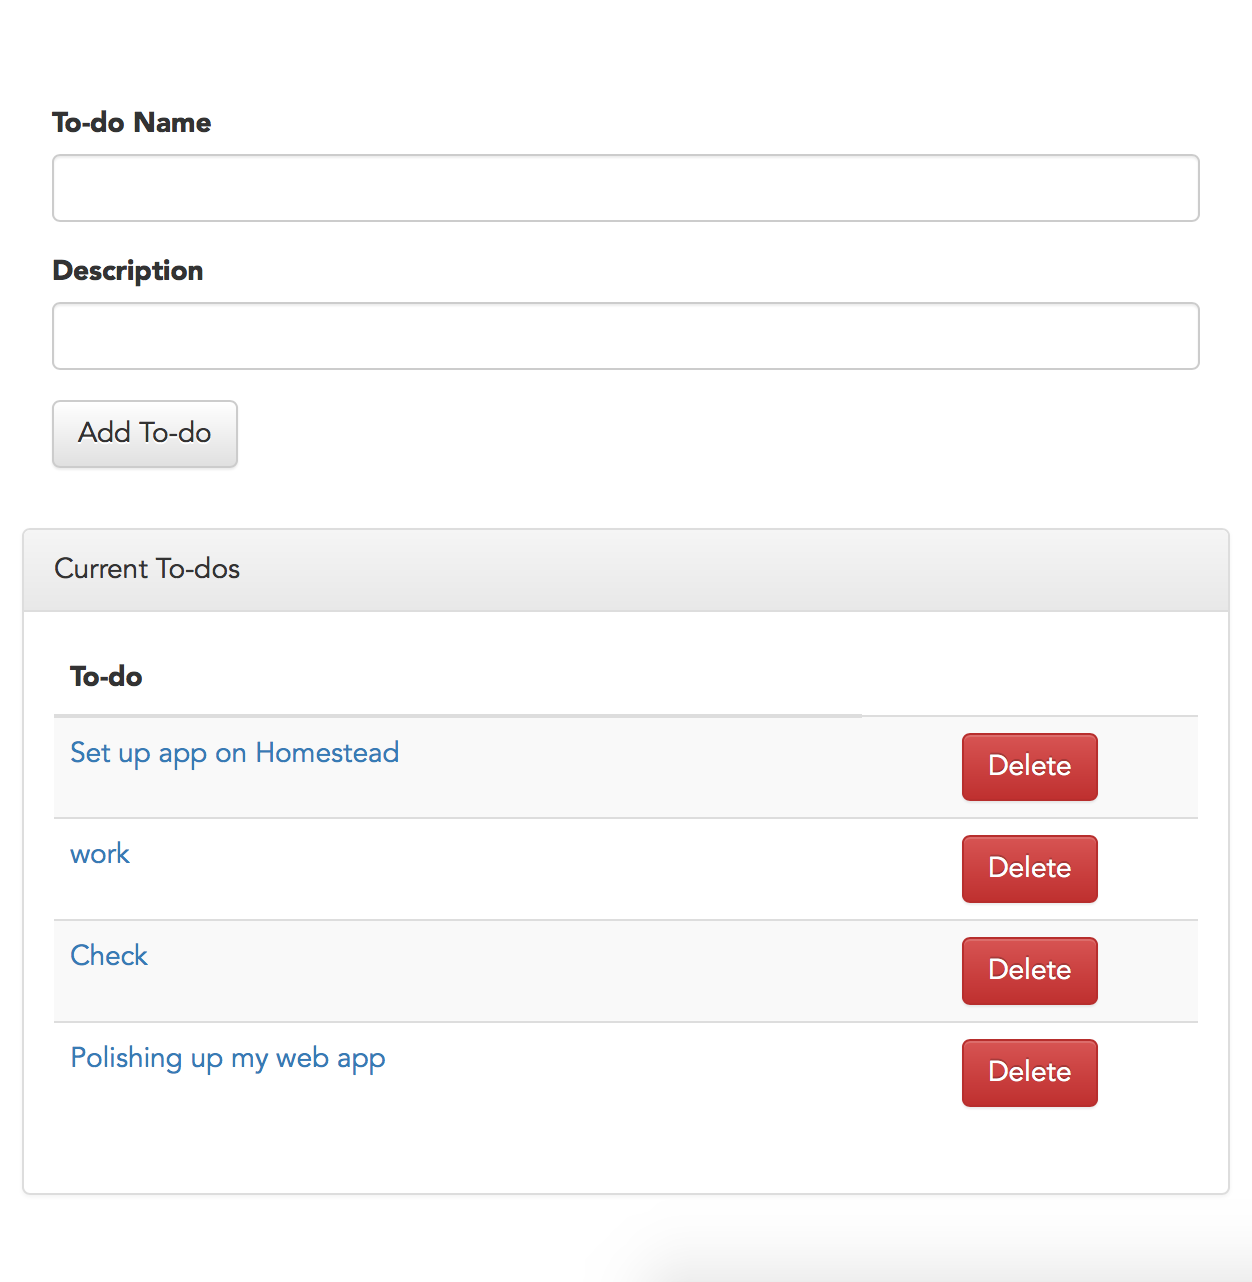 To-do Name
Description
Add To-do
Current To-dos
To-do
Set up app on Homestead
Delete
work
Delete
Check
Delete
Polishing up my web app
Delete